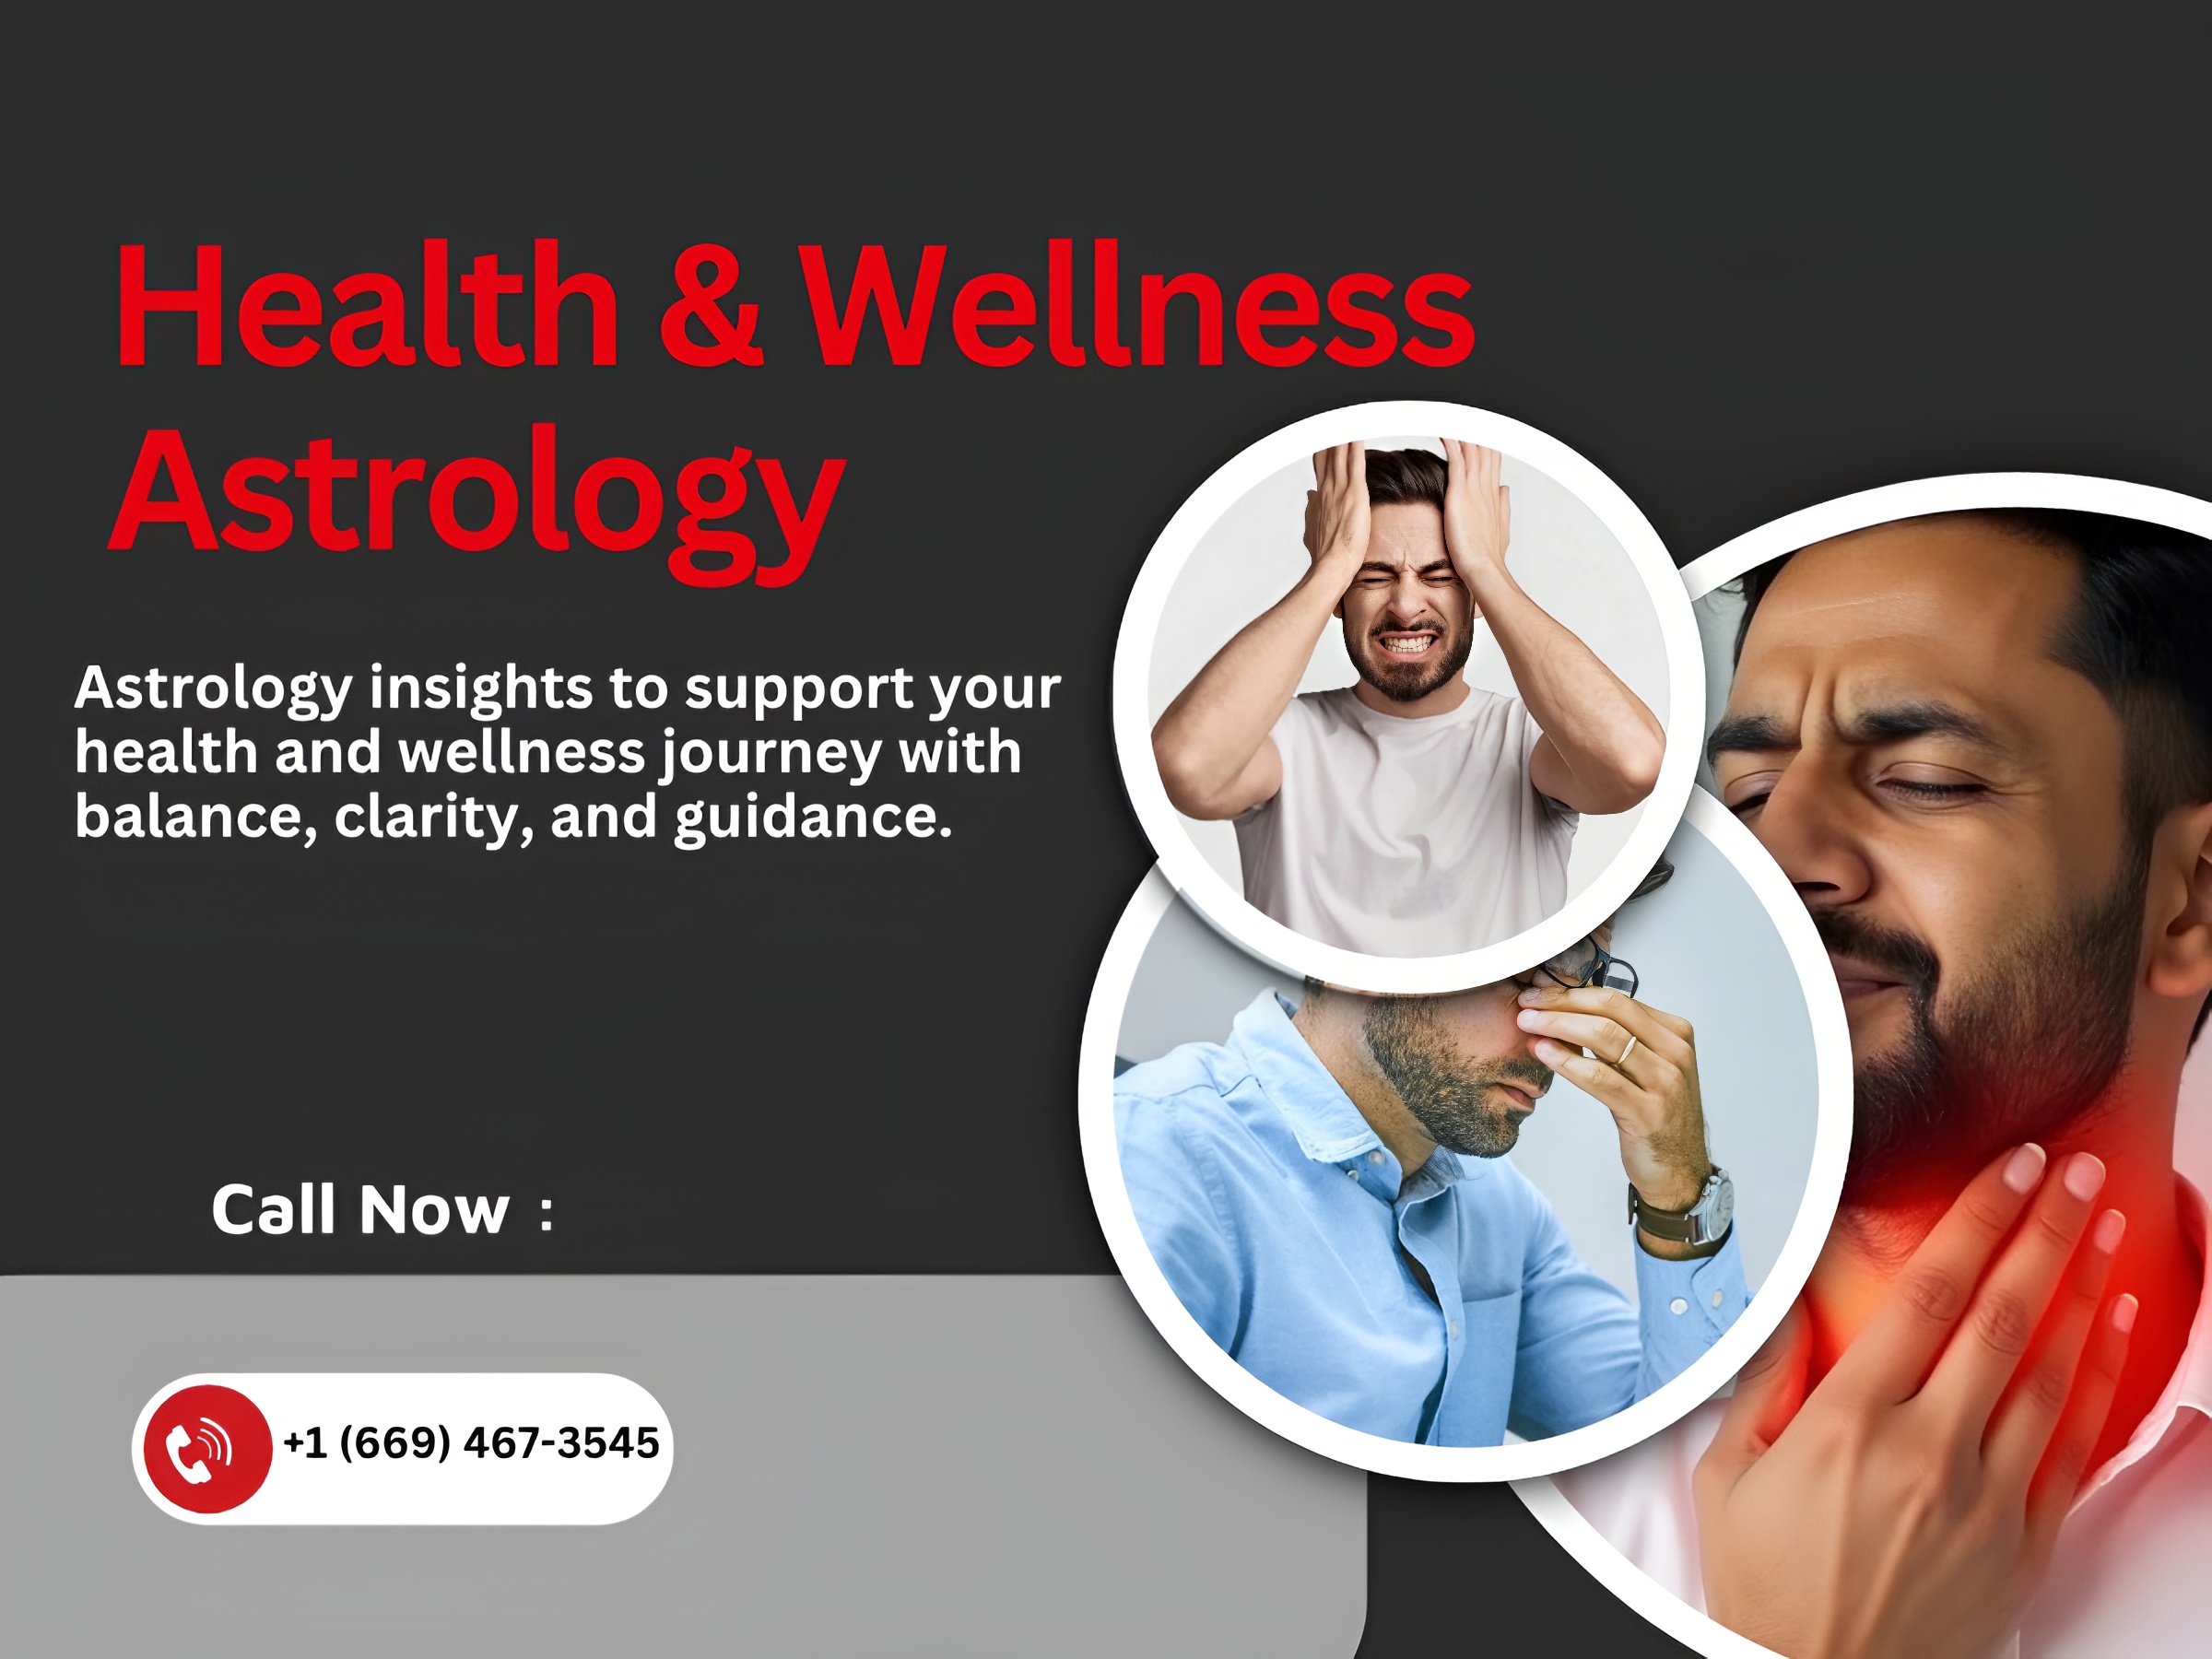 Health & Wellness
Astrology
Astrology insights to support your
health and wellness journey with
balance, clarity, and guidance.
Call Now :
+1 (669) 467-3545